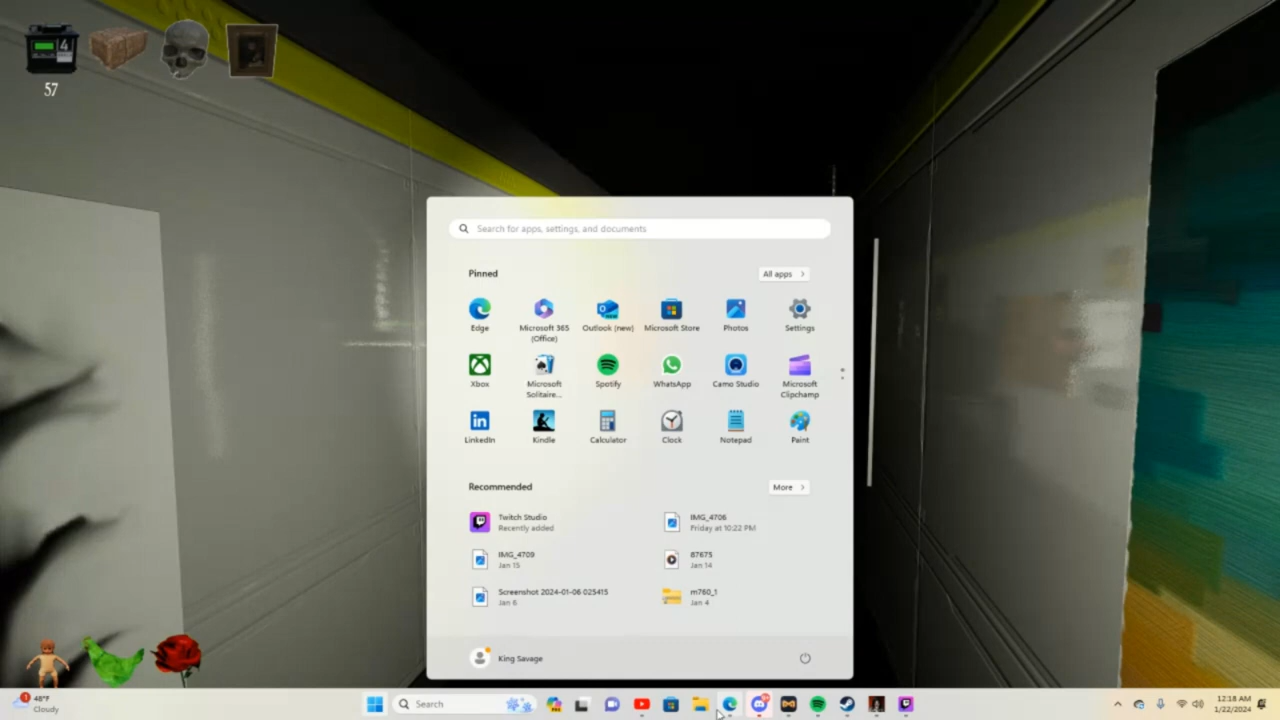 4
57
Search for apps, settings, and documents
Pinned
All apps
Edge
Microsoft 365 (Office)
Outlook (new)
Microsoft Store
Photos
Settings
Xbox
Microsoft Solitaire...
Spotify
WhatsApp
Camo Studio
Microsoft Clipchamp
LinkedIn
Kindle
Calculator
Clock
Notepad
Paint
Recommended
More
Twitch Studio
Recently added
IMG_4706
Friday at 10:22 PM
IMG_4709
Jan 15
87675
Jan 14
Screenshot 2024-01-06 025415
Jan 6
m760_1
Jan 4
King Savage
1
48°F
Cloudy
Search
12:18 AM
1/22/2024